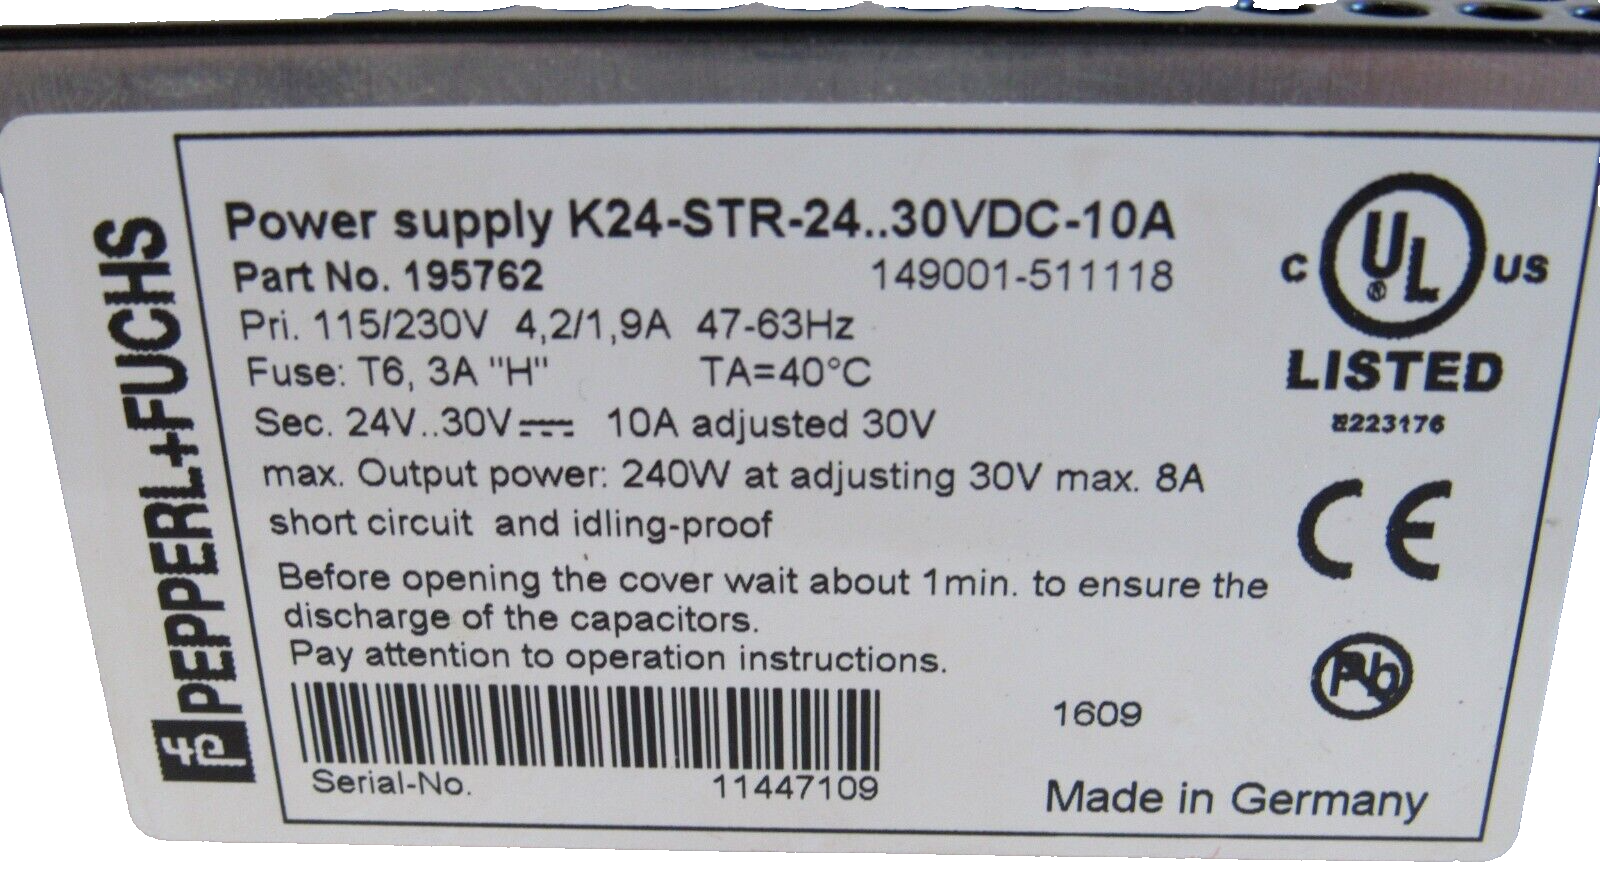 PEPPERL+FUCHS
Power supply K24-STR-24..30VDC-10A
Part No. 195762 149001-511118
Pri. 115/230V 4,2/1,9A 47-63Hz
Fuse: T6, 3A "H" TA=40°C
Sec. 24V..30V 10A adjusted 30V
max. Output power: 240W at adjusting 30V max. 8A
short circuit and idling-proof
Before opening the cover wait about 1min. to ensure the
discharge of the capacitors.
Pay attention to operation instructions.
Serial-No. 11447109
1609
Made in Germany
C UL® US
LISTED
E223176
CE
Pb